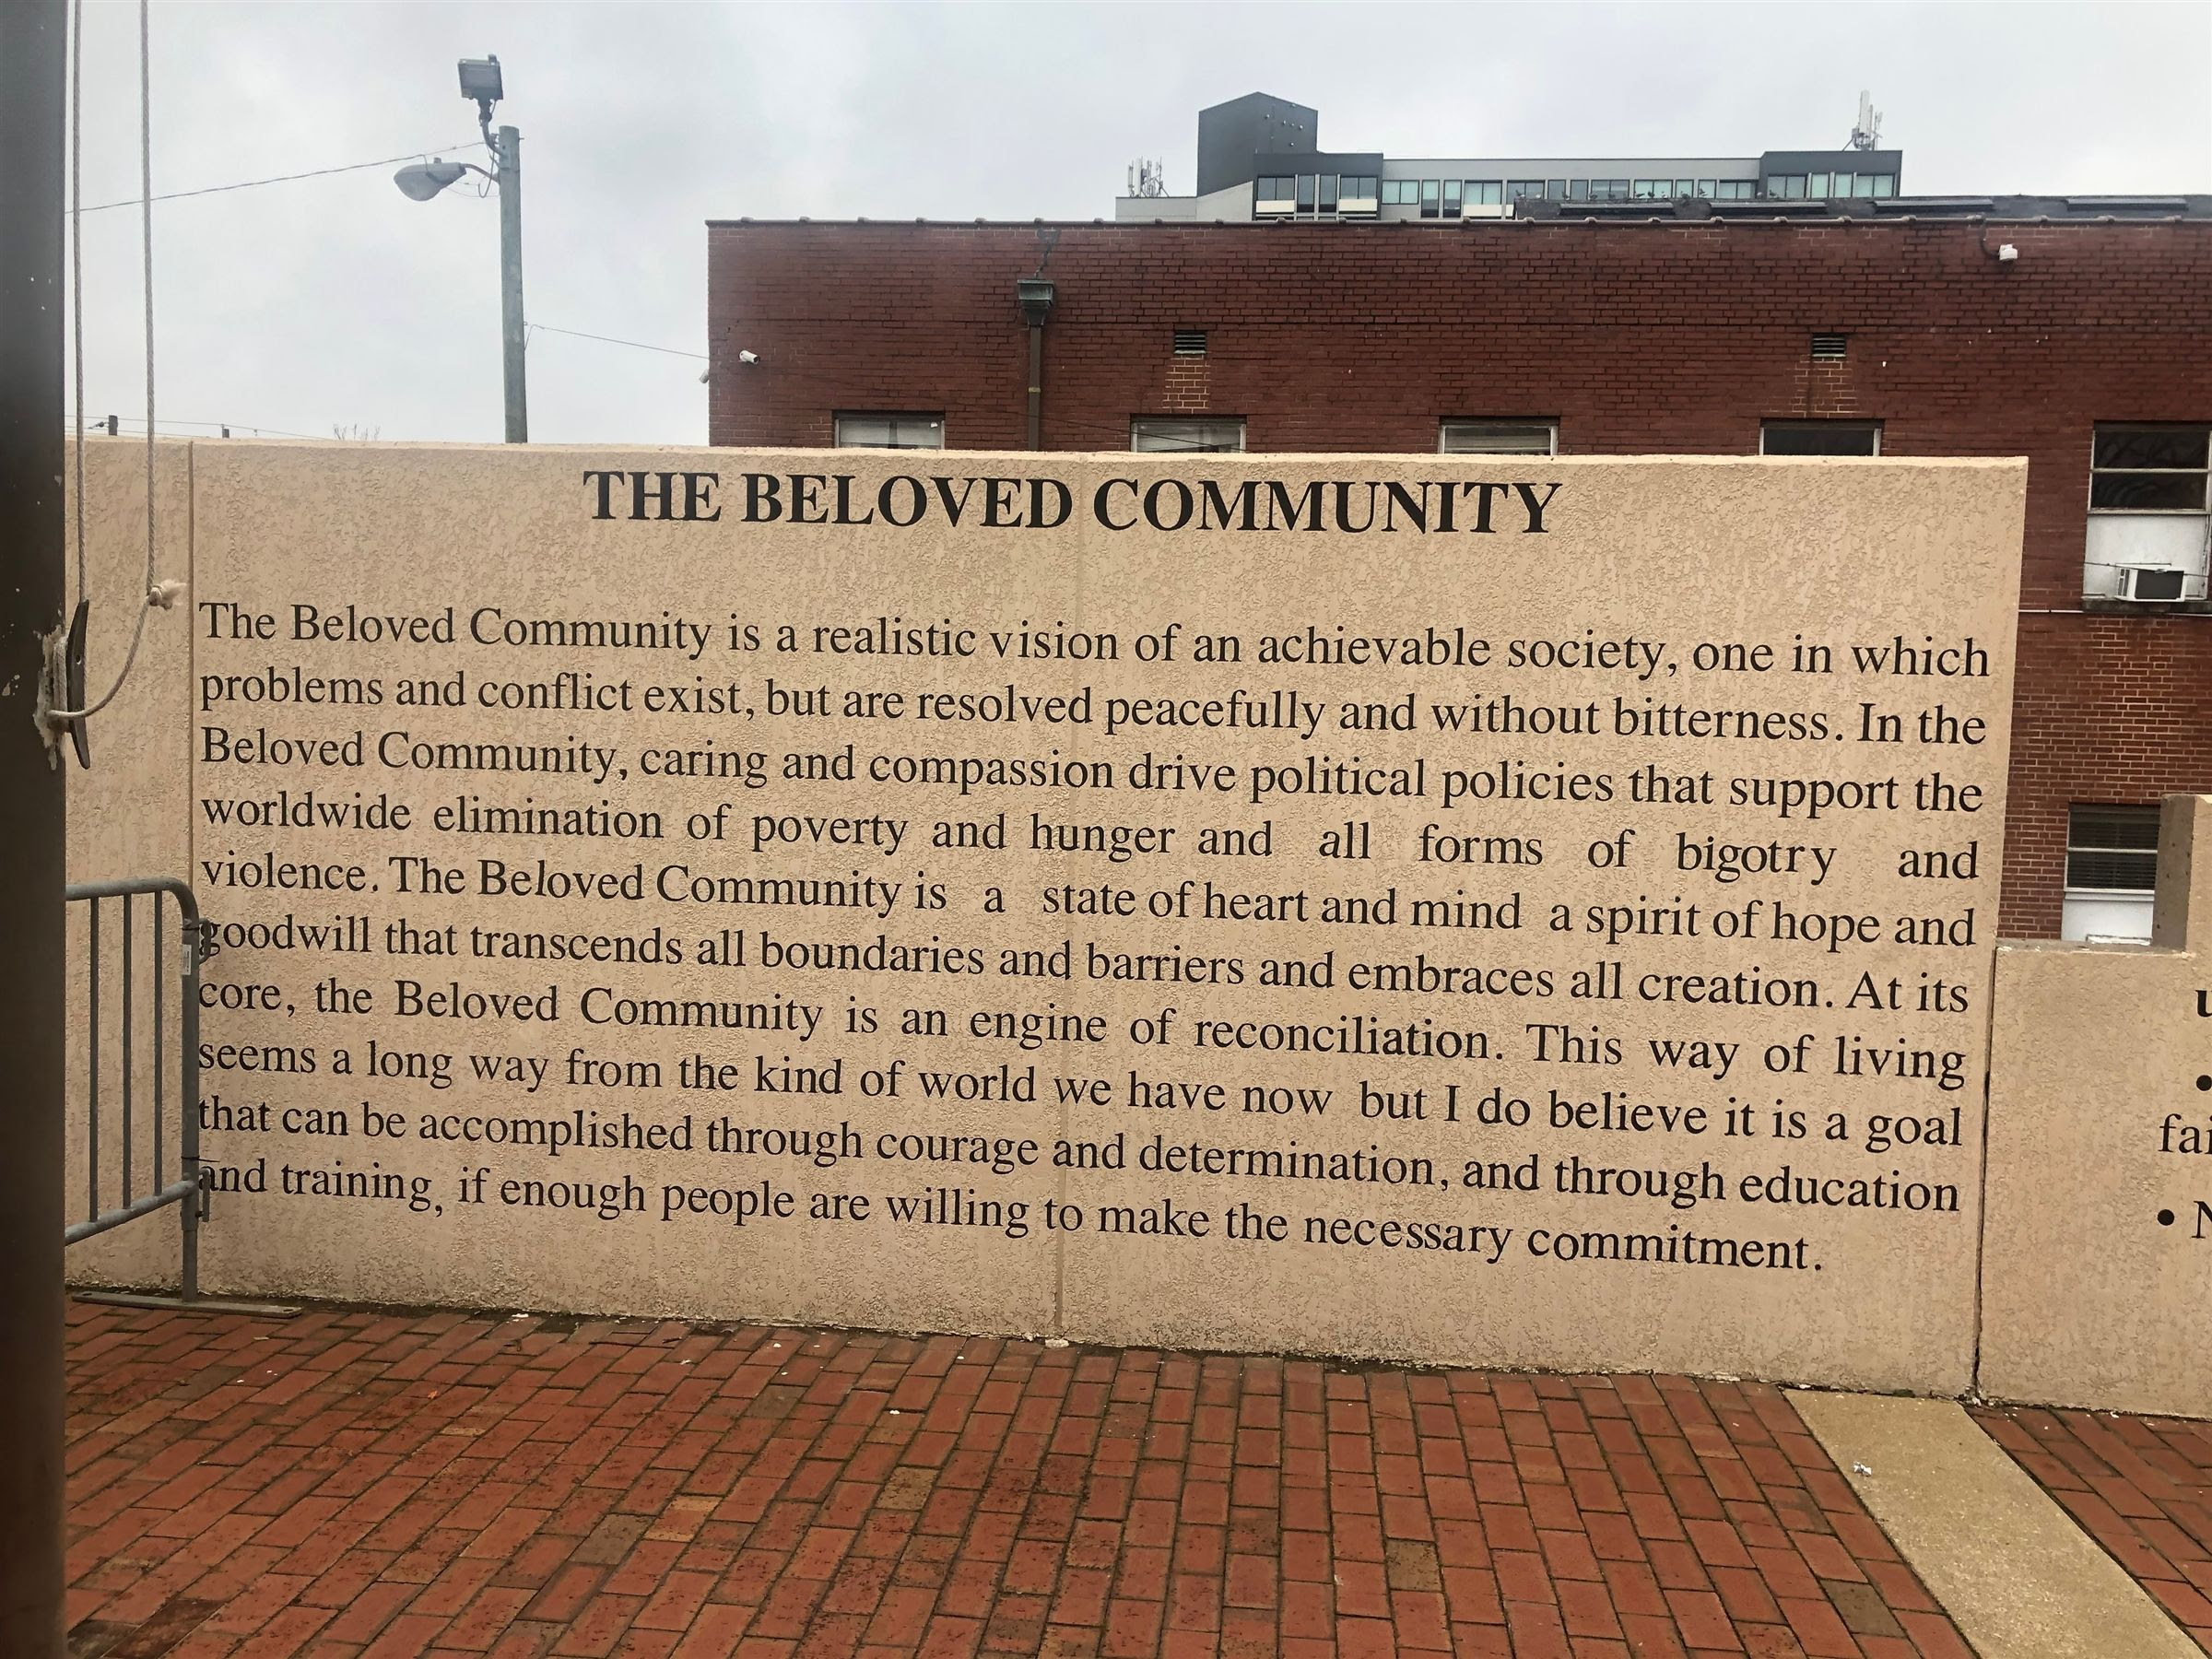 THE BELOVED COMMUNITY
The Beloved Community is a realistic vision of an achievable society, one in which
problems and conflict exist, but are resolved peacefully and without bitterness. In the
Beloved Community, caring and compassion drive political policies that support the
worldwide elimination of poverty and hunger and all forms of bigotry and
violence. The Beloved Community is a state of heart and mind a spirit of hope and
goodwill that transcends all boundaries and barriers and embraces all creation. At its
core, the Beloved Community is an engine of reconciliation. This way of living
seems a long way from the kind of world we have now but I do believe it is a goal
that can be accomplished through courage and determination, and through education
and training, if enough people are willing to make the necessary commitment.